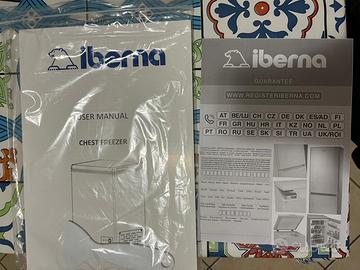 iberna
USER MANUAL
CHEST FREEZER
iberna
GUARANTEE
WWW.REGISTERIBERNA.COM
AT BE/LU CH CZ DE DK ES/AD FI
FR GR HU HR IT KZ NO NL PL
PT RO RU SE SK SI TR UA UK/ROI